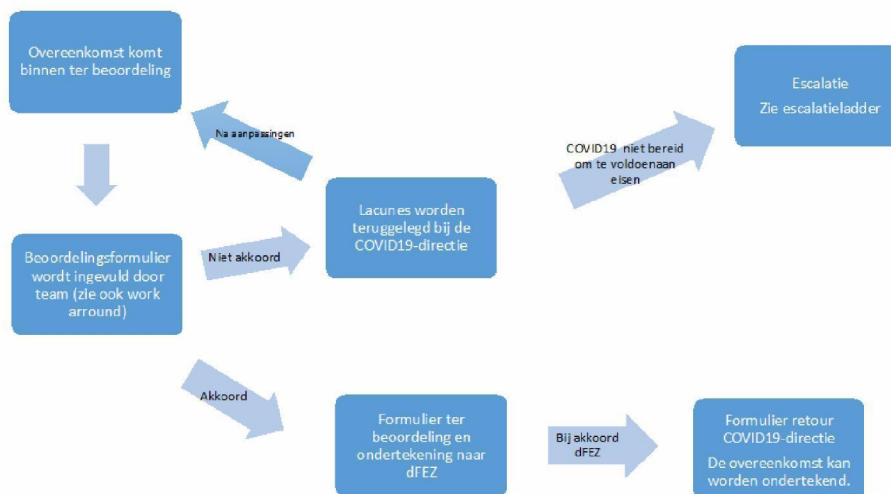 Overeenkomst komt
binnen ter beoordeling
Na aanpassingen
Escalatie
Zie escalatieladder
COVID19 niet bereid
om te voldoenaan
eisen
Lacunes worden
teruggelegd bij de
COVID19-directie
Beoordelingsformulier
wordt ingevuld door
team (zie ook work
arround)
Niet akkoord
Akkoord
Formulier ter
beoordeling en
ondertekening naar
dFEZ
Bij akkoord
dFEZ
Formulier retour
COVID19-directie
De overeenkomst kan
worden ondertekend.